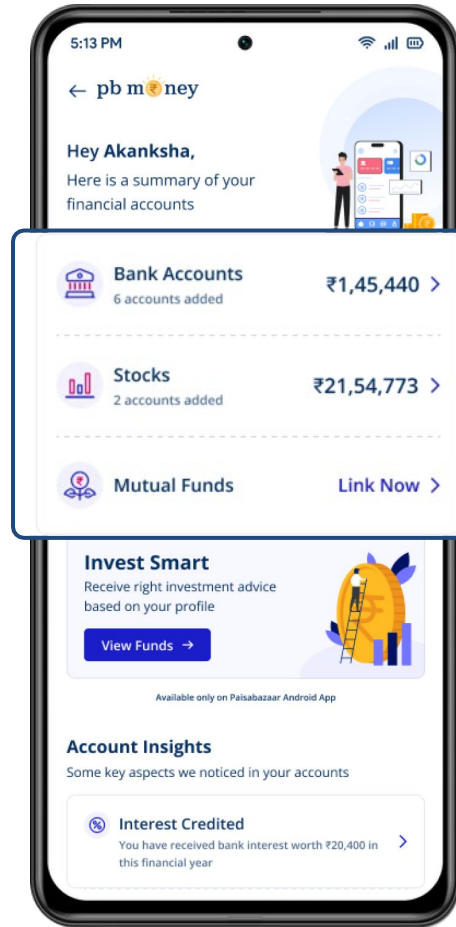 5:13 PM
pb m₹ney
Hey Akanksha,
Here is a summary of your
financial accounts
Bank Accounts
6 accounts added
₹1,45,440
Stocks
2 accounts added
₹21,54,773
Mutual Funds
Link Now
Invest Smart
Receive right investment advice
based on your profile
View Funds →
Available only on Paisabazaar Android App
Account Insights
Some key aspects we noticed in your accounts
Interest Credited
You have received bank interest worth ₹20,400 in
this financial year